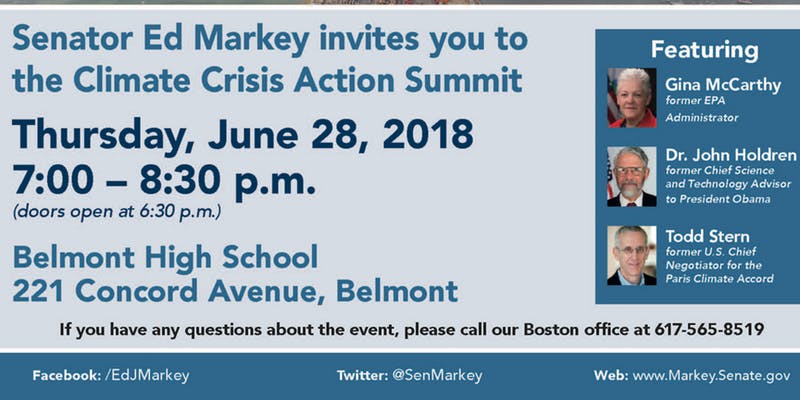 Senator Ed Markey invites you to
the Climate Crisis Action Summit
Thursday, June 28, 2018
7:00 – 8:30 p.m.
(doors open at 6:30 p.m.)
Belmont High School
221 Concord Avenue, Belmont
Featuring
Gina McCarthy
former EPA
Administrator
Dr. John Holdren
former Chief Science
and Technology Advisor
to President Obama
Todd Stern
former U.S. Chief
Negotiator for the
Paris Climate Accord
If you have any questions about the event, please call our Boston office at 617-565-8519
Facebook: /EdJMarkey Twitter: @SenMarkey Web: www.Markey.Senate.gov